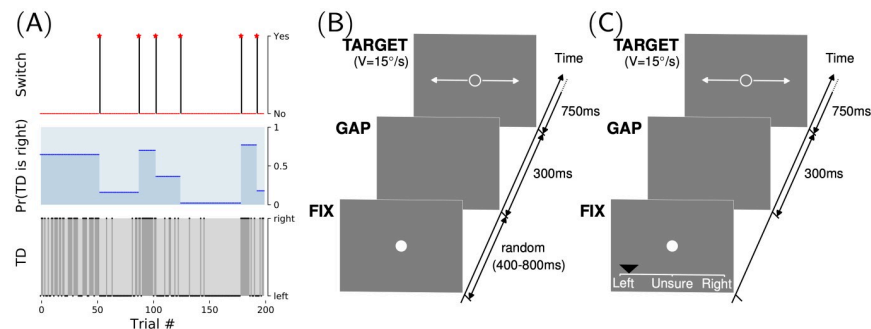 (A)
Switch
Yes
No
Pr(TD is right)
1
0.5
0
TD
right
left
0
50
100
150
200
Trial #
(B)
TARGET
(V=15°/s)
GAP
FIX
Time
750ms
300ms
random
(400-800ms)
(C)
TARGET
(V=15°/s)
GAP
FIX
Left Unsure Right
Time
750ms
300ms